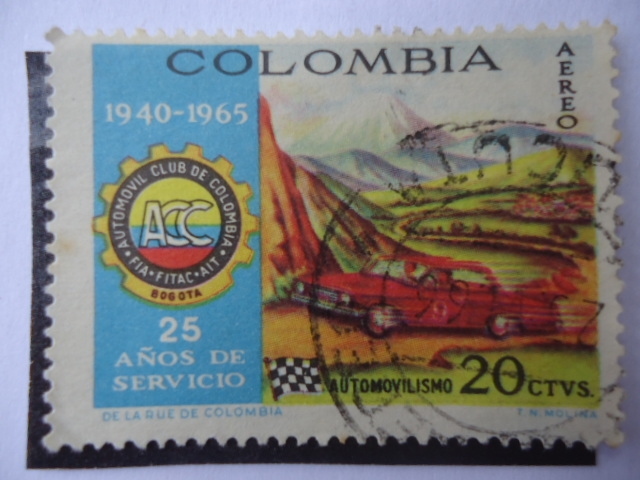 COLOMBIA
AEREO
1940-1965
AUTOMOVIL CLUB DE COLOMBIA
ACC
FIA • FITAC • AIT
BOGOTA
25
AÑOS DE
SERVICIO
AUTOMOVILISMO 20 CTVS.
DE LA RUE DE COLOMBIA
T. N. MOLINA